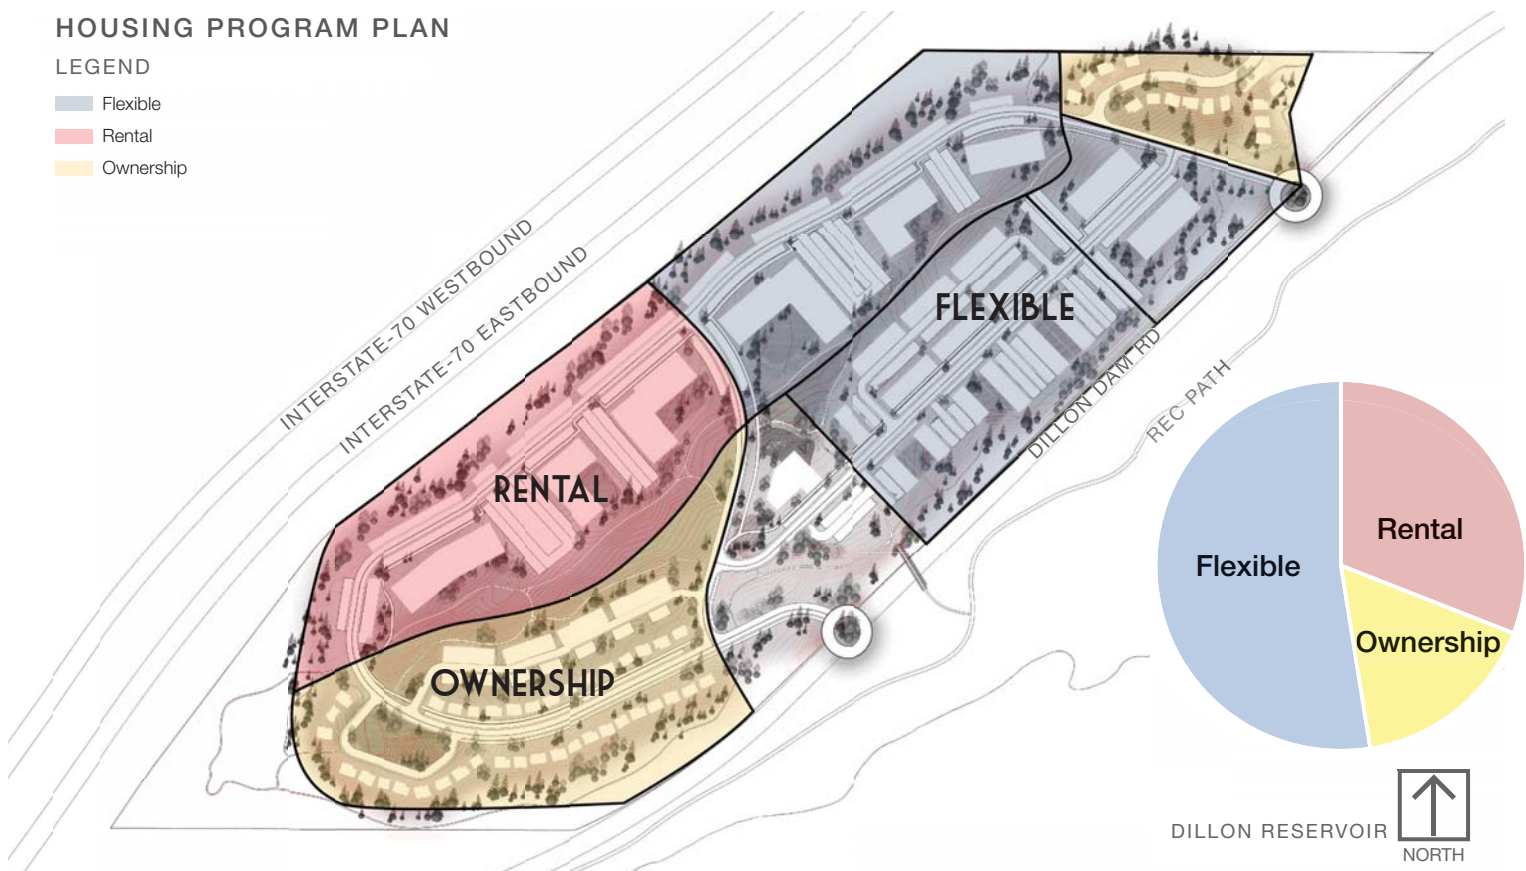 HOUSING PROGRAM PLAN
LEGEND
Flexible
Rental
Ownership
INTERSTATE-70 WESTBOUND
INTERSTATE-70 EASTBOUND
FLEXIBLE
RENTAL
OWNERSHIP
DILLON DAM RD
REC PATH
Flexible
Rental
Ownership
DILLON RESERVOIR
NORTH